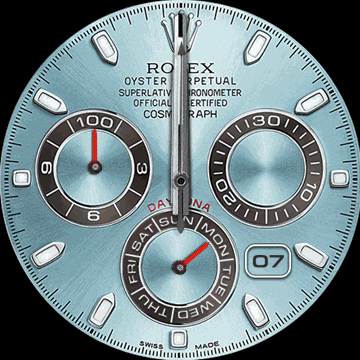 ROLEX
OYSTER PERPETUAL
SUPERLATIVE CHRONOMETER
OFFICIALLY CERTIFIED
COSMOGRAPH
100
3
6
9
30
10
20
DAYTONA
SUN
MON
TUE
WED
THU
FRI
SAT
07
SWISS MADE